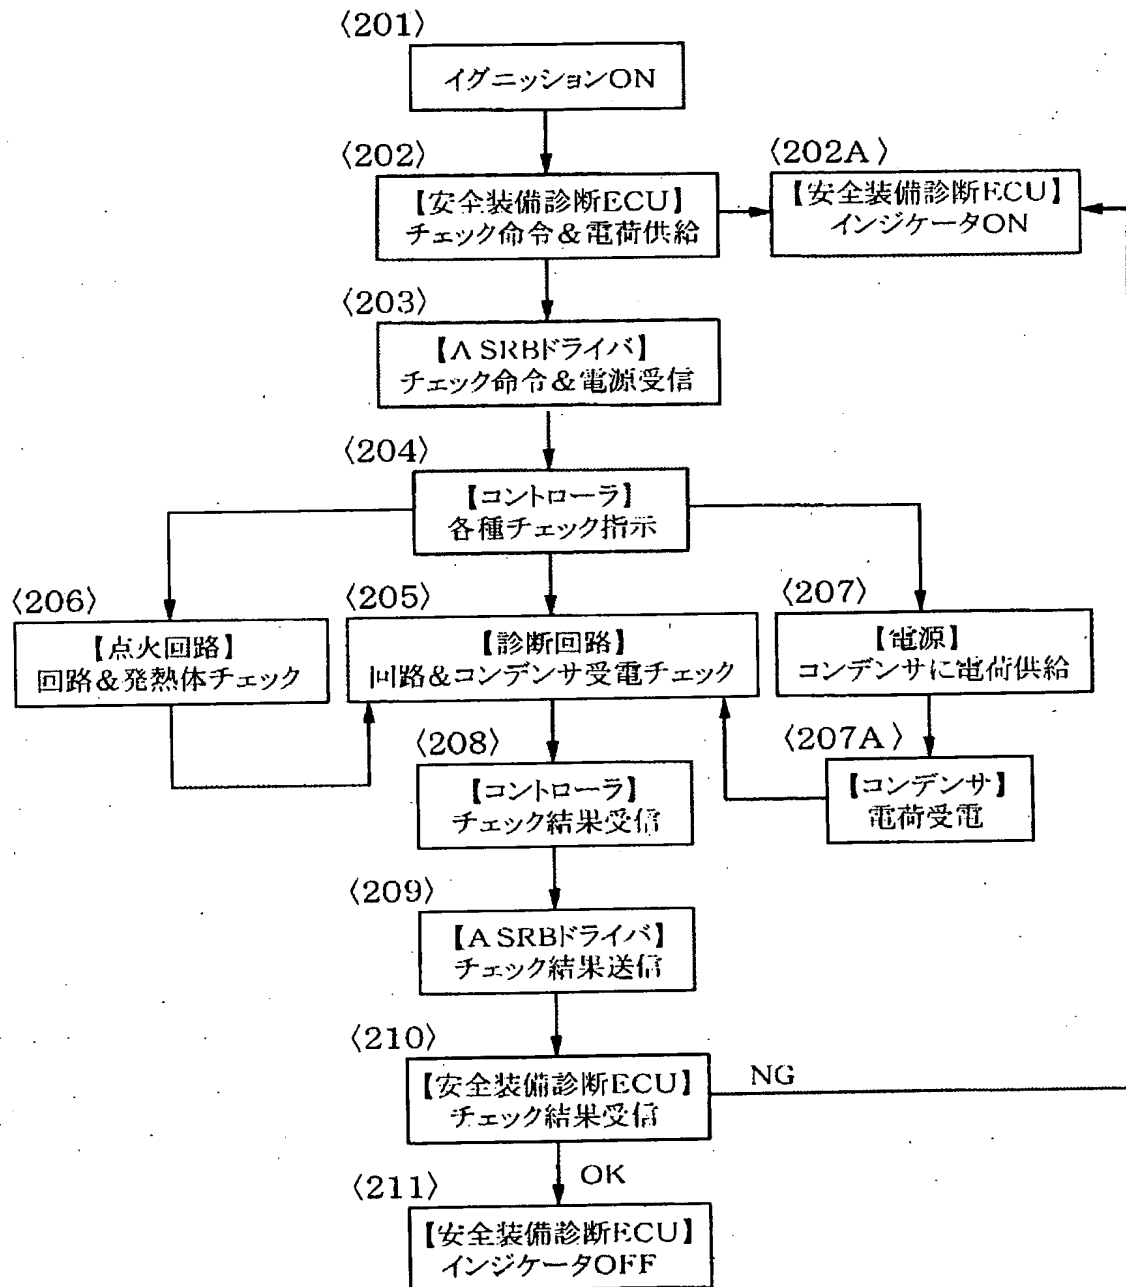 〈201〉
イグニッションON
〈202〉
【安全装備診断ECU】
チェック命令&電荷供給
〈202A〉
【安全装備診断ECU】
インジケータON
〈203〉
【A SRBドライバ】
チェック命令&電源受信
〈204〉
【コントローラ】
各種チェック指示
〈206〉
【点火回路】
回路&発熱体チェック
〈205〉
【診断回路】
回路&コンデンサ受電チェック
〈207〉
【電源】
コンデンサに電荷供給
〈207A〉
【コンデンサ】
電荷受電
〈208〉
【コントローラ】
チェック結果受信
〈209〉
【A SRBドライバ】
チェック結果送信
〈210〉
【安全装備診断ECU】
チェック結果受信
NG
OK
〈211〉
【安全装備診断ECU】
インジケータOFF